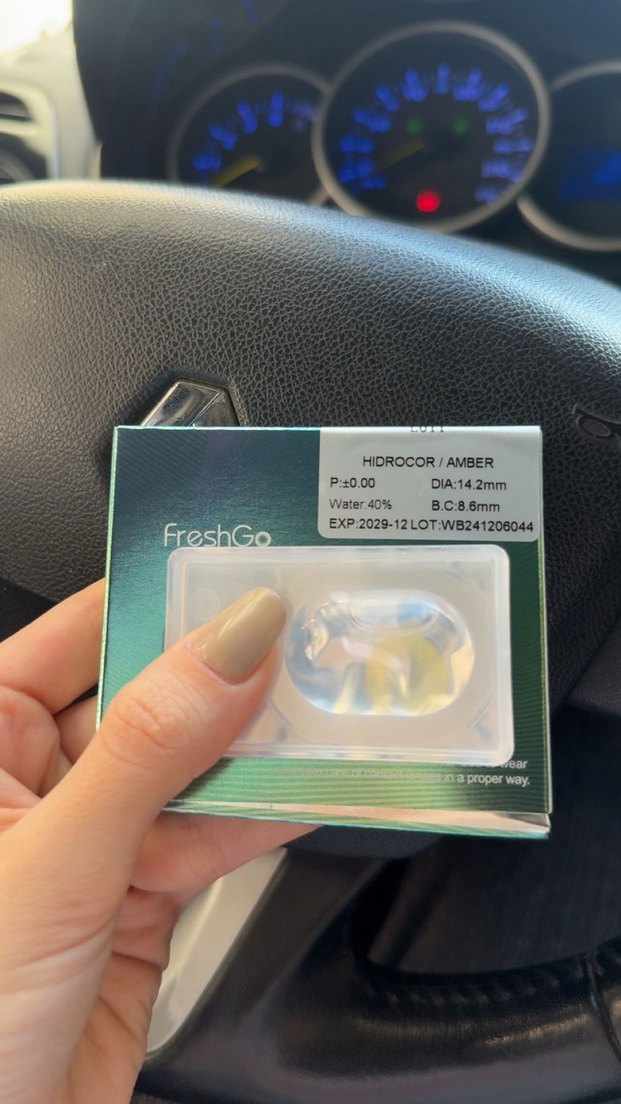 HIDROCOR / AMBER
P:±0.00 DIA:14.2mm
Water:40% B.C:8.6mm
EXP:2029-12 LOT:WB241206044
FreshGo
wear
care of contact lenses in a proper way.